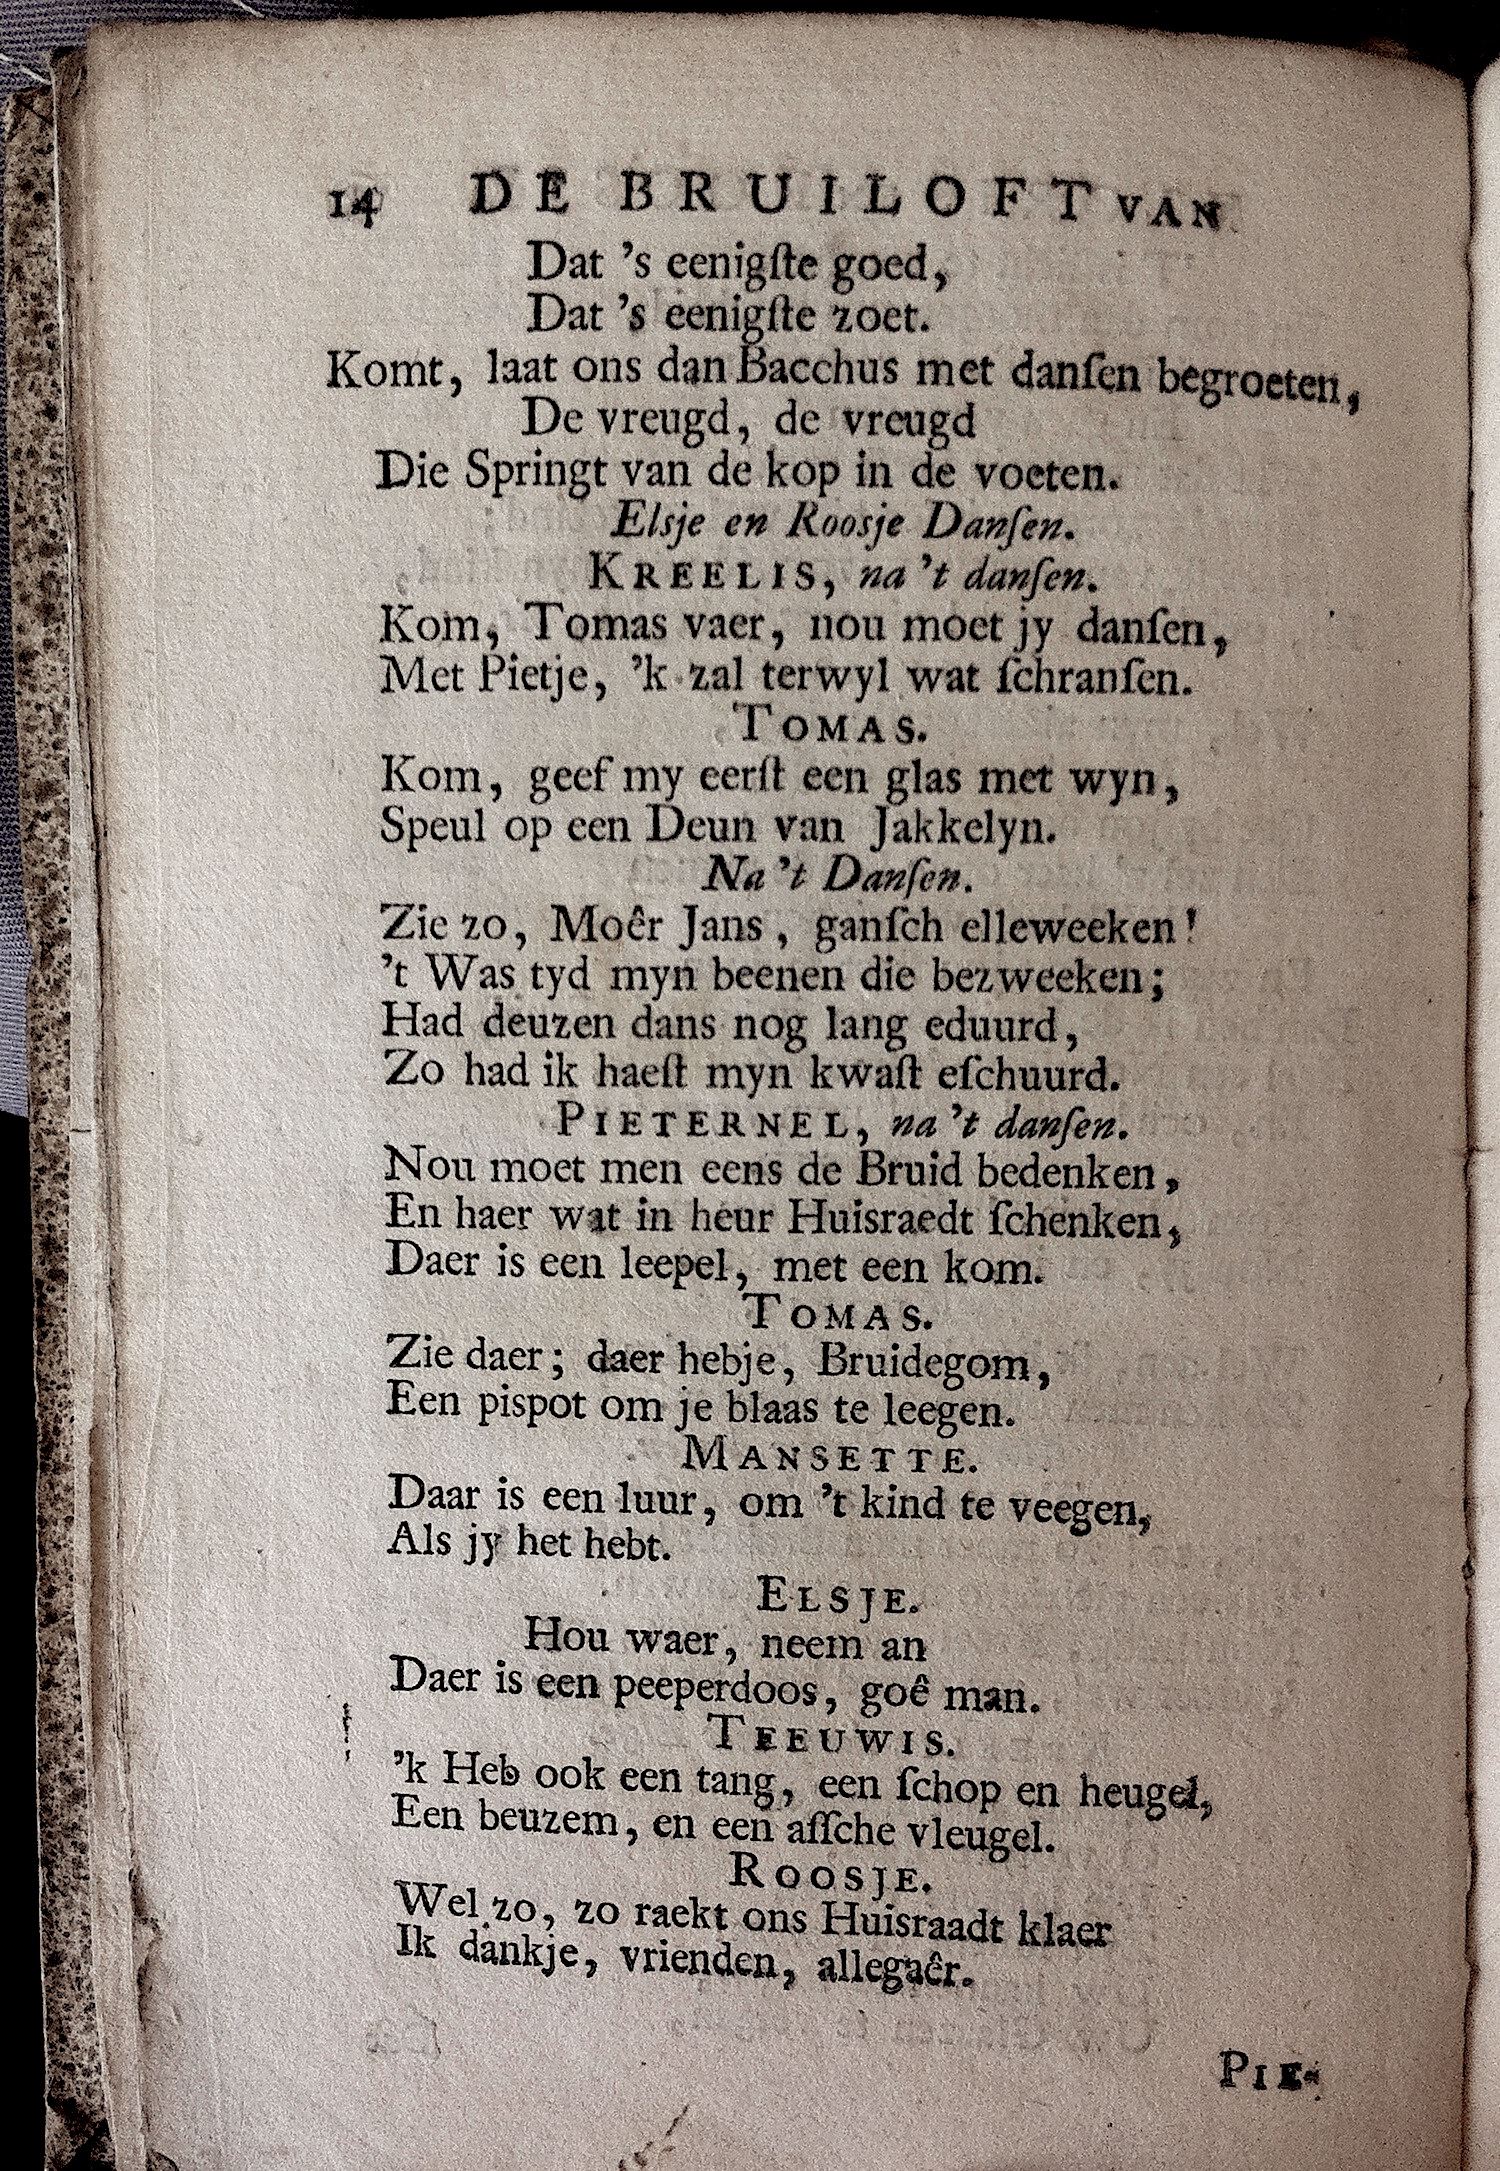 14 DE BRUILOFT VAN
Dat 's eenigſte goed,
Dat 's eenigſte zoet.
Komt, laat ons dan Bacchus met danſen begroeten,
De vreugd, de vreugd
Die Springt van de kop in de voeten.
Elsje en Roosje Danſen.
KREELIS, na 't danſen.
Kom, Tomas vaer, nou moet jy danſen,
Met Pietje, 'k zal terwyl wat ſchranſen.
TOMAS.
Kom, geef my eerſt een glas met wyn,
Speul op een Deun van Jakkelyn.
Na 't Danſen.
Zie zo, Moêr Jans, ganſch elleweeken!
't Was tyd myn beenen die bezweeken;
Had deuzen dans nog lang eduurd,
Zo had ik haeſt myn kwaſt eſchuurd.
PIETERNEL, na 't danſen.
Nou moet men eens de Bruid bedenken,
En haer wat in heur Huisraedt ſchenken,
Daer is een leepel, met een kom.
TOMAS.
Zie daer; daer hebje, Bruidegom,
Een pispot om je blaas te leegen.
MANSETTE.
Daar is een luur, om 't kind te veegen,
Als jy het hebt.
ELSJE.
Hou waer, neem an
Daer is een peeperdoos, goê man.
TEEUWIS.
'k Heb ook een tang, een ſchop en heugel,
Een beuzem, en een aſſche vleugel.
ROOSJE.
Wel zo, zo raekt ons Huisraadt klaer
Ik dankje, vrienden, allegaêr.
PIE-